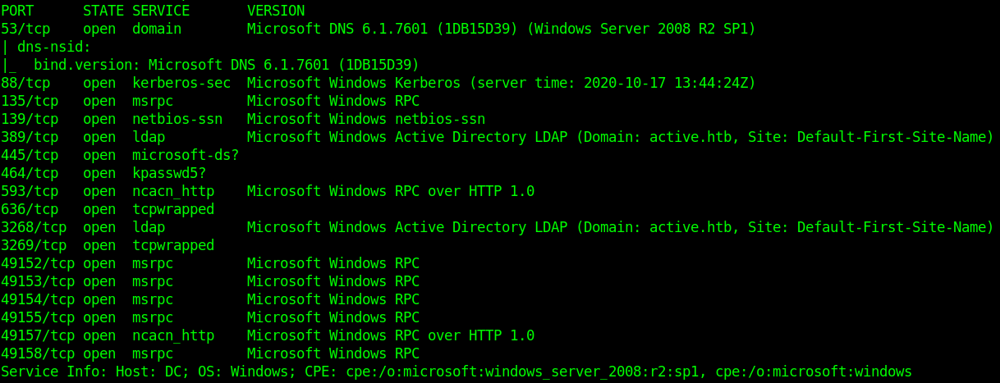 PORT      STATE SERVICE       VERSION
53/tcp    open  domain        Microsoft DNS 6.1.7601 (1DB15D39) (Windows Server 2008 R2 SP1)
| dns-nsid:
|_  bind.version: Microsoft DNS 6.1.7601 (1DB15D39)
88/tcp    open  kerberos-sec  Microsoft Windows Kerberos (server time: 2020-10-17 13:44:24Z)
135/tcp   open  msrpc         Microsoft Windows RPC
139/tcp   open  netbios-ssn   Microsoft Windows netbios-ssn
389/tcp   open  ldap          Microsoft Windows Active Directory LDAP (Domain: active.htb, Site: Default-First-Site-Name)
445/tcp   open  microsoft-ds?
464/tcp   open  kpasswd5?
593/tcp   open  ncacn_http    Microsoft Windows RPC over HTTP 1.0
636/tcp   open  tcpwrapped
3268/tcp  open  ldap          Microsoft Windows Active Directory LDAP (Domain: active.htb, Site: Default-First-Site-Name)
3269/tcp  open  tcpwrapped
49152/tcp open  msrpc         Microsoft Windows RPC
49153/tcp open  msrpc         Microsoft Windows RPC
49154/tcp open  msrpc         Microsoft Windows RPC
49155/tcp open  msrpc         Microsoft Windows RPC
49157/tcp open  ncacn_http    Microsoft Windows RPC over HTTP 1.0
49158/tcp open  msrpc         Microsoft Windows RPC
Service Info: Host: DC; OS: Windows; CPE: cpe:/o:microsoft:windows_server_2008:r2:sp1, cpe:/o:microsoft:windows